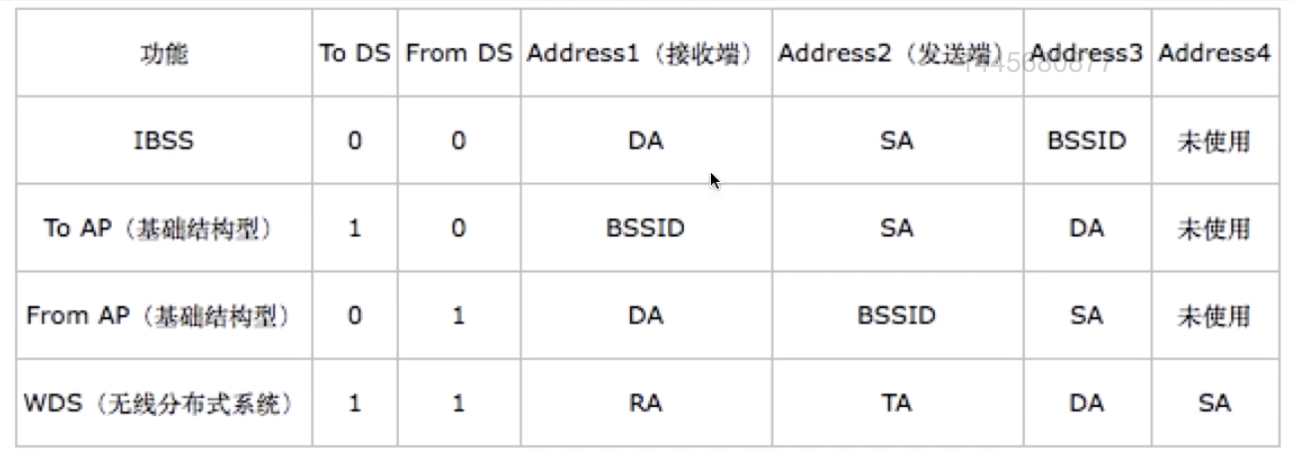 功能 To DS From DS Address1（接收端） Address2（发送端） Address3 Address4
IBSS 0 0 DA SA BSSID 未使用
To AP（基础结构型） 1 0 BSSID SA DA 未使用
From AP（基础结构型） 0 1 DA BSSID SA 未使用
WDS（无线分布式系统） 1 1 RA TA DA SA